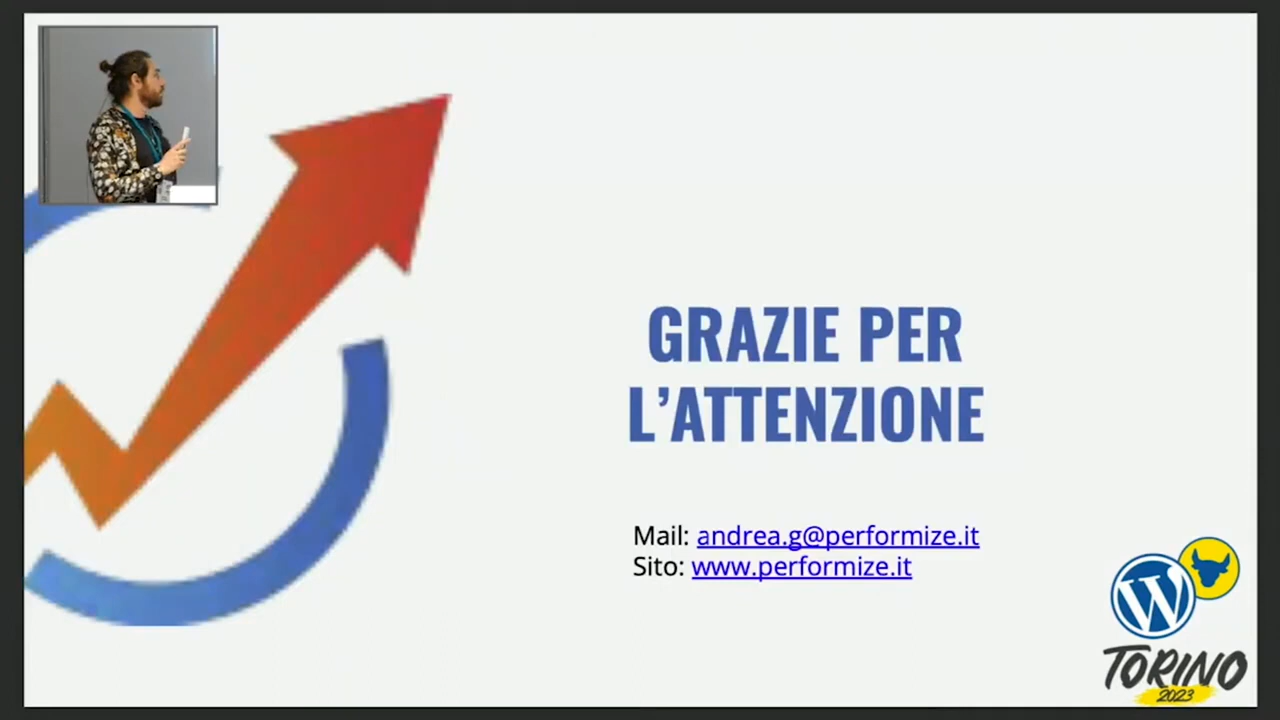 GRAZIE PER
L’ATTENZIONE
Mail: andrea.g@performize.it
Sito: www.performize.it
W
TORINO
2023